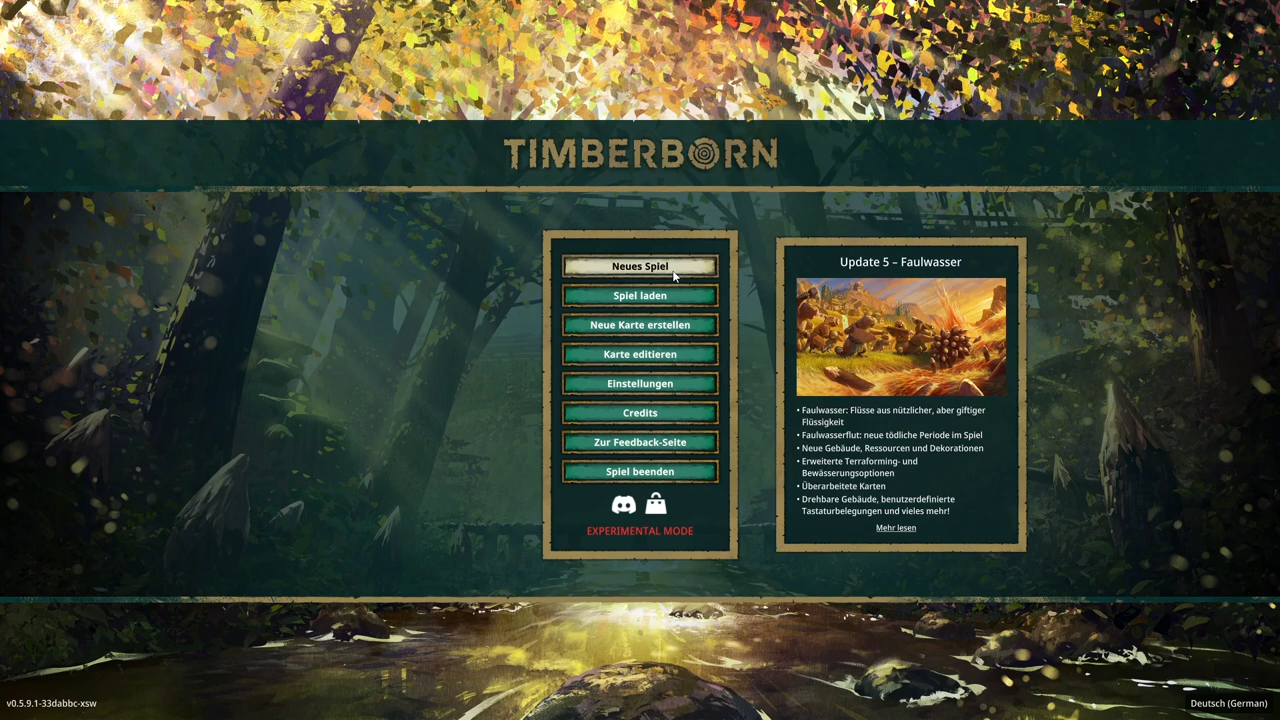 TIMBERBORN
Neues Spiel
Spiel laden
Neue Karte erstellen
Karte editieren
Einstellungen
Credits
Zur Feedback-Seite
Spiel beenden
EXPERIMENTAL MODE
Update 5 – Faulwasser
• Faulwasser: Flüsse aus nützlicher, aber giftiger
Flüssigkeit
• Faulwasserflut: neue tödliche Periode im Spiel
• Neue Gebäude, Ressourcen und Dekorationen
• Erweiterte Terraforming- und
Bewässerungsoptionen
• Überarbeitete Karten
• Drehbare Gebäude, benutzerdefinierte
Tastaturbelegungen und vieles mehr!
Mehr lesen
v0.5.9.1-33dabbc-xsw
Deutsch (German)